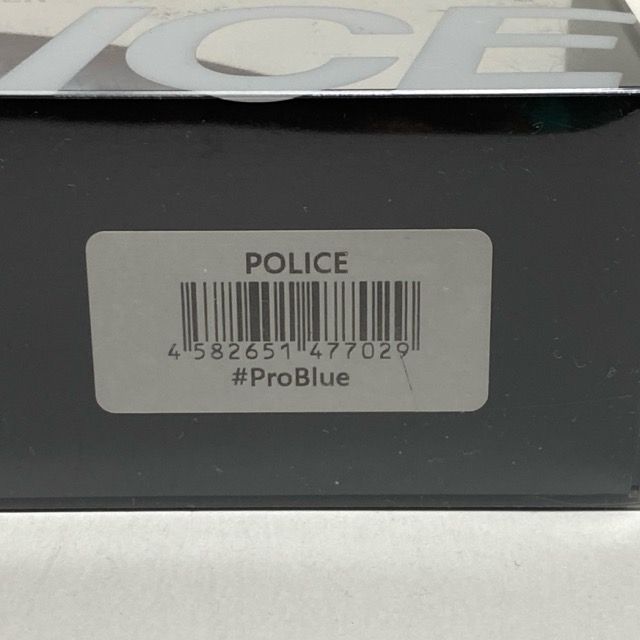 ICE
POLICE
4 582651 477029
#ProBlue